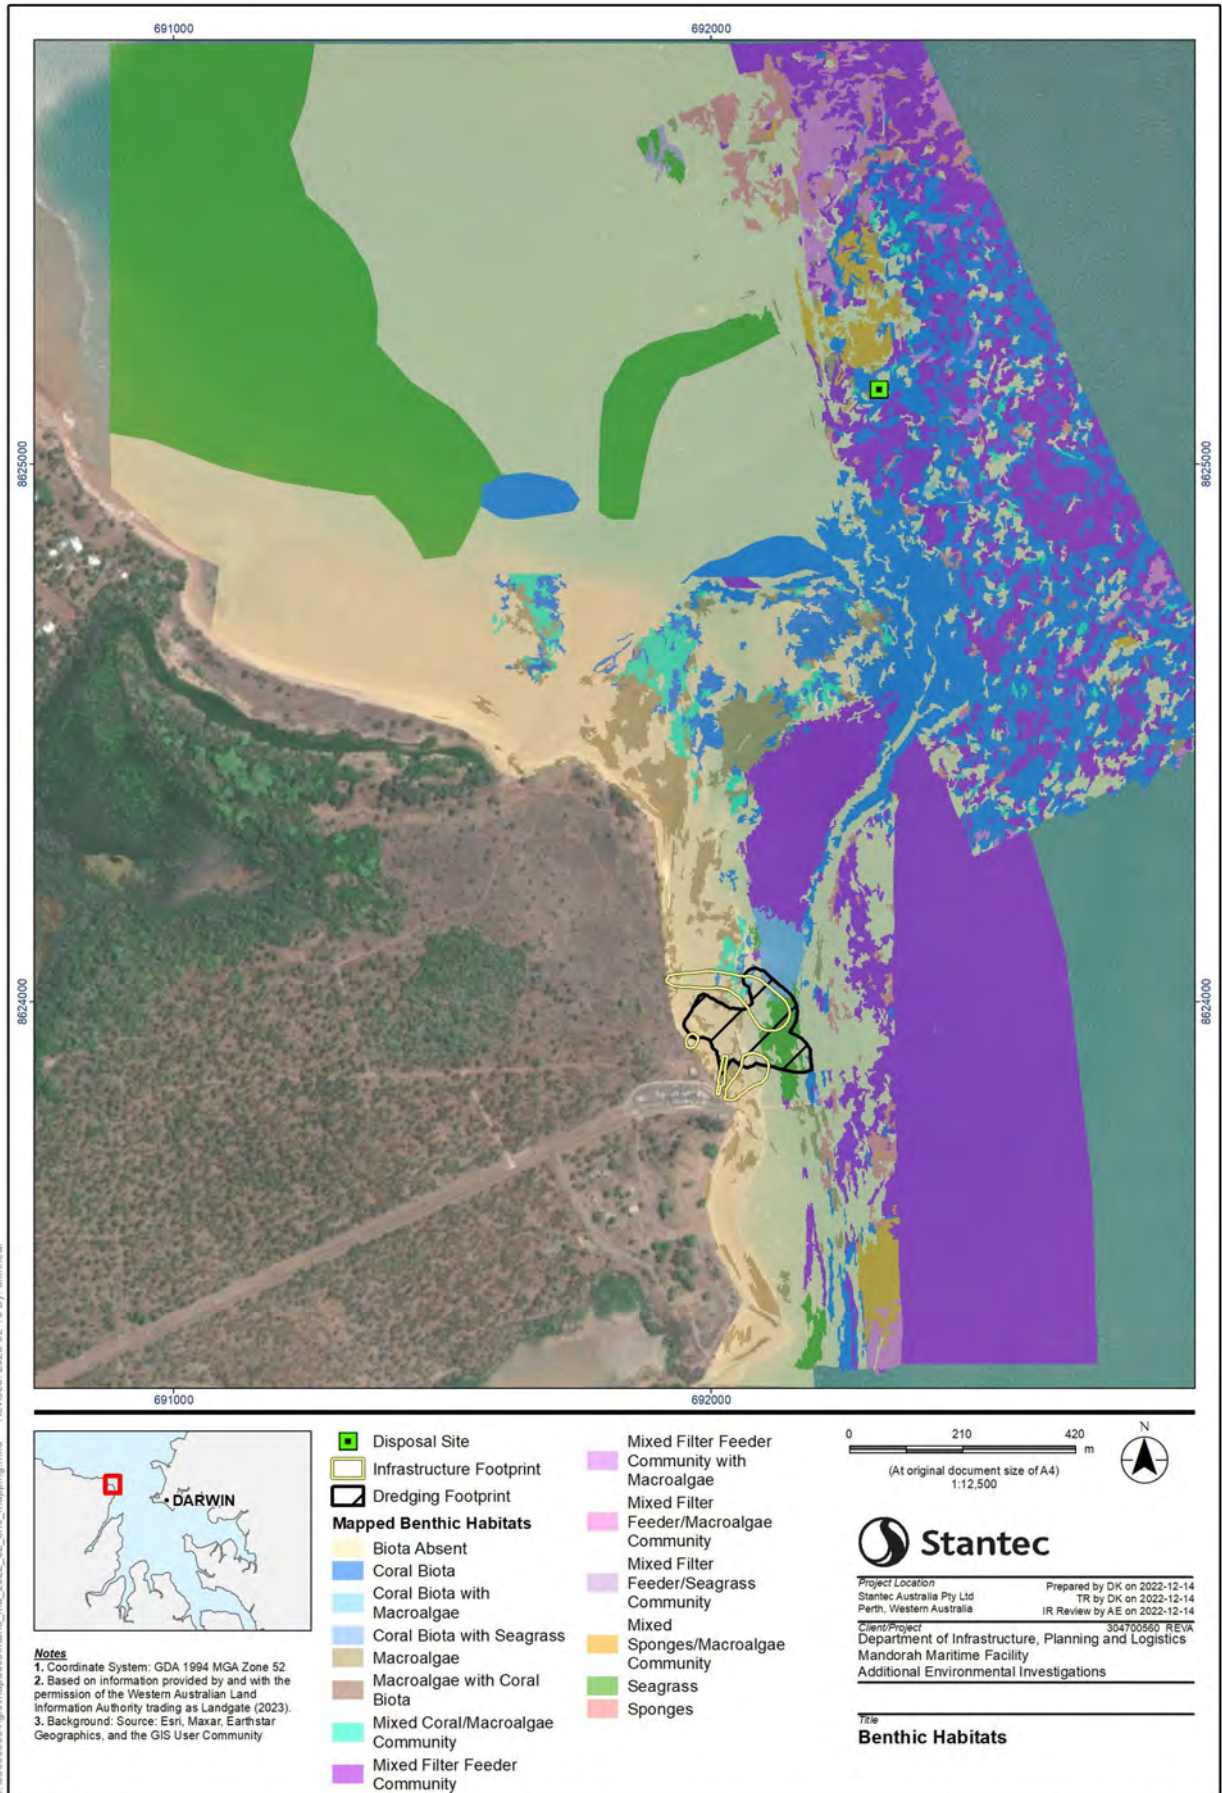 691000
692000
8625000
8625000
8624000
8624000
691000
692000
DARWIN
Notes
1. Coordinate System: GDA 1994 MGA Zone 52
2. Based on information provided by and with the
permission of the Western Australian Land
Information Authority trading as Landgate (2023).
3. Background: Source: Esri, Maxar, Earthstar
Geographics, and the GIS User Community
Disposal Site
Infrastructure Footprint
Dredging Footprint
Mapped Benthic Habitats
Biota Absent
Coral Biota
Coral Biota with
Macroalgae
Coral Biota with Seagrass
Macroalgae
Macroalgae with Coral
Biota
Mixed Coral/Macroalgae
Community
Mixed Filter Feeder
Community
Mixed Filter Feeder
Community with
Macroalgae
Mixed Filter
Feeder/Macroalgae
Community
Mixed Filter
Feeder/Seagrass
Community
Mixed
Sponges/Macroalgae
Community
Seagrass
Sponges
0 210 420
m
(At original document size of A4)
1:12,500
N
Stantec
Project Location
Stantec Australia Pty Ltd
Perth, Western Australia
Prepared by DK on 2022-12-14
TR by DK on 2022-12-14
IR Review by AE on 2022-12-14
Client/Project 304700560 REVA
Department of Infrastructure, Planning and Logistics
Mandorah Maritime Facility
Additional Environmental Investigations
Title
Benthic Habitats